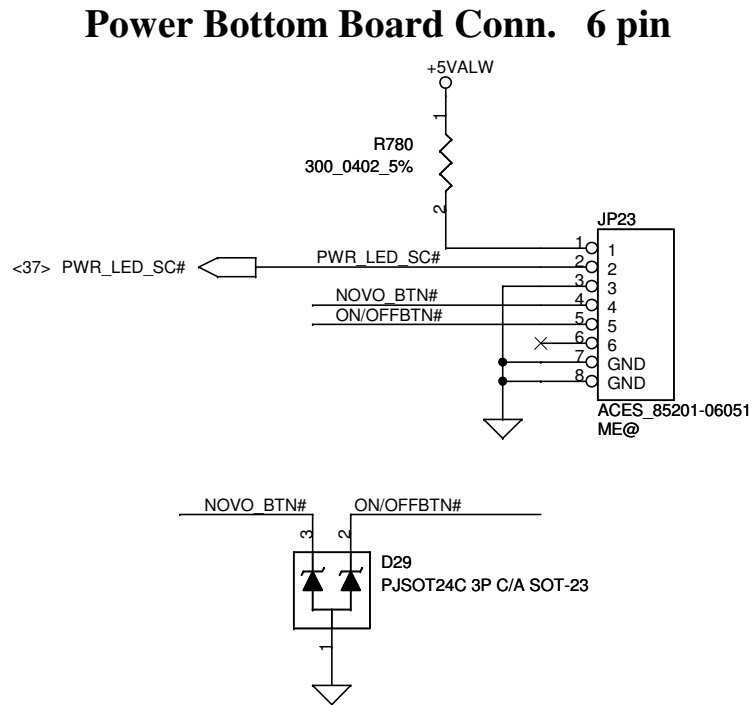 Power Bottom Board Conn. 6 pin
+5VALW
1
R780
300_0402_5%
2
JP23
<37> PWR_LED_SC#
PWR_LED_SC#
NOVO_BTN#
ON/OFFBTN#
1 1
2 2
3 3
4 4
5 5
6 6
7 GND
8 GND
ACES_85201-06051
ME@
NOVO_BTN#
ON/OFFBTN#
3
2
D29
PJSOT24C 3P C/A SOT-23
1